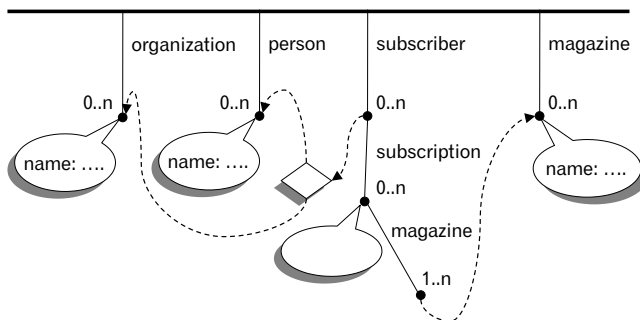 organization
person
subscriber
magazine
0..n
0..n
0..n
0..n
name: ....
name: ....
name: ....
subscription
0..n
magazine
1..n